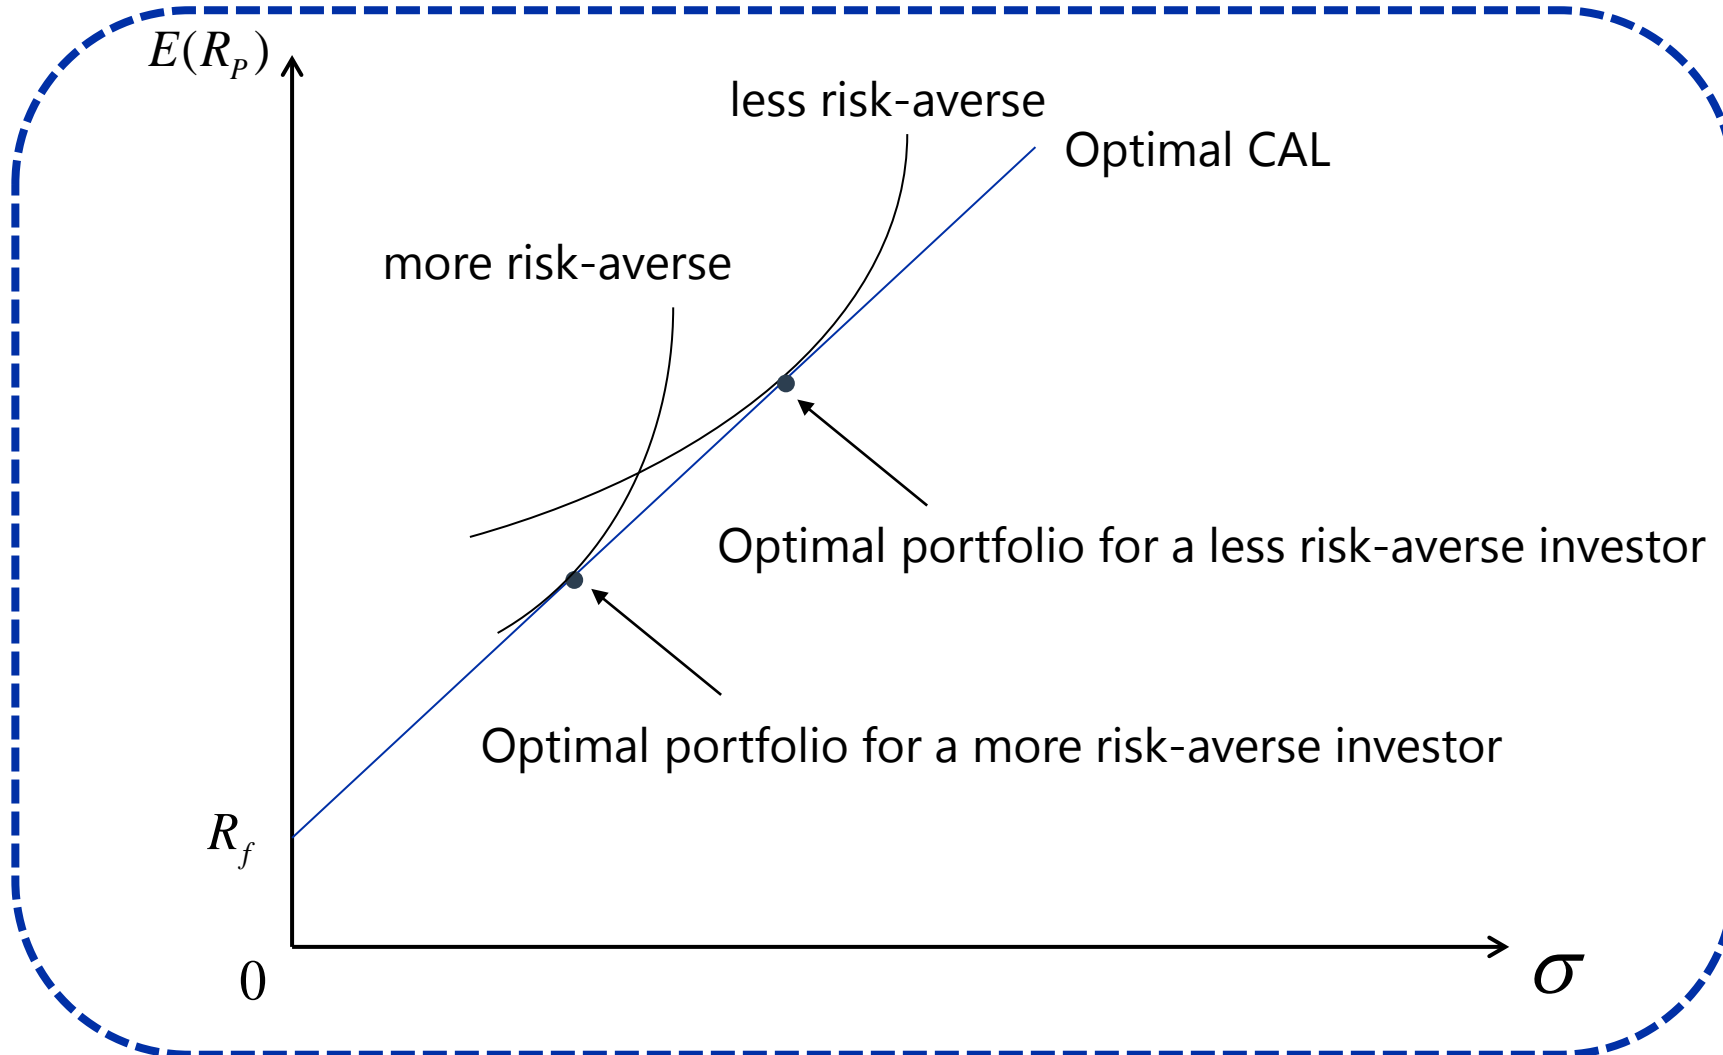 E(R_P)
less risk-averse
Optimal CAL
more risk-averse
Optimal portfolio for a less risk-averse investor
Optimal portfolio for a more risk-averse investor
R_f
0
σ